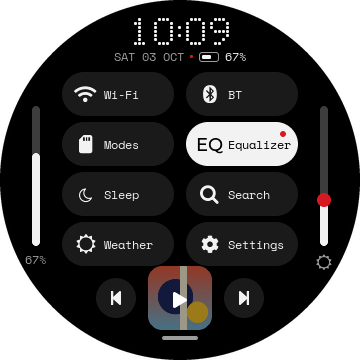 10:09
SAT 03 OCT 67%
Wi-Fi BT
Modes EQ Equalizer
Sleep Search
Weather Settings
67%